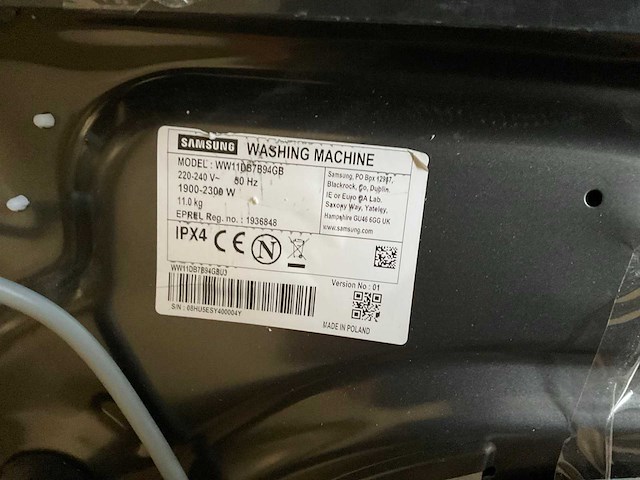 SAMSUNG WASHING MACHINE
MODEL : WW11DB7B94GB
220-240 V~ 50 Hz
1900-2300 W
11.0 kg
EPREL Reg. no. : 1936848
Samsung, PO Box 12987,
Blackrock, Co. Dublin.
IE or Euro QA Lab.
Saxony Way, Yateley,
Hampshire GU46 6GG UK
www.samsung.com
IPX4 CE N
WW11DB7B94GBU3
S/N : 08HU5ESY400004Y
Version No : 01
MADE IN POLAND